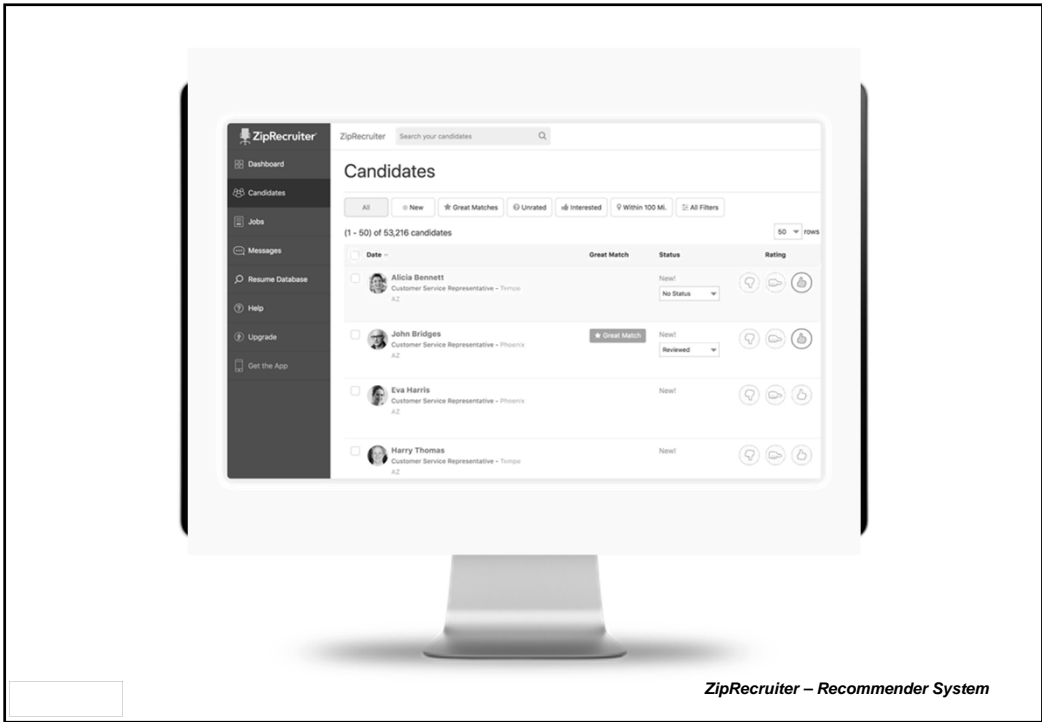 ZipRecruiter
ZipRecruiter
Search your candidates
Dashboard
Candidates
Jobs
Messages
Resume Database
Help
Upgrade
Get the App
Candidates
All
New
Great Matches
Unrated
Interested
Within 100 Mi.
All Filters
(1 - 50) of 53,216 candidates
50 rows
Date Great Match Status Rating
Alicia Bennett
Customer Service Representative - Tempe
AZ
New!
No Status
John Bridges
Customer Service Representative - Phoenix
AZ
Great Match
New!
Reviewed
Eva Harris
Customer Service Representative - Phoenix
AZ
New!
Harry Thomas
Customer Service Representative - Tempe
AZ
New!
ZipRecruiter – Recommender System